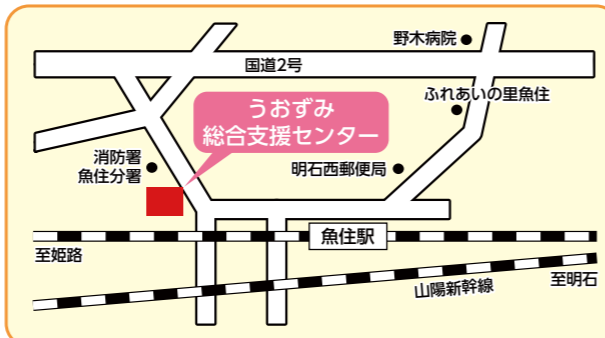 野木病院
国道2号
ふれあいの里魚住
うおずみ
総合支援センター
消防署
魚住分署
明石西郵便局
魚住駅
至姫路
山陽新幹線
至明石